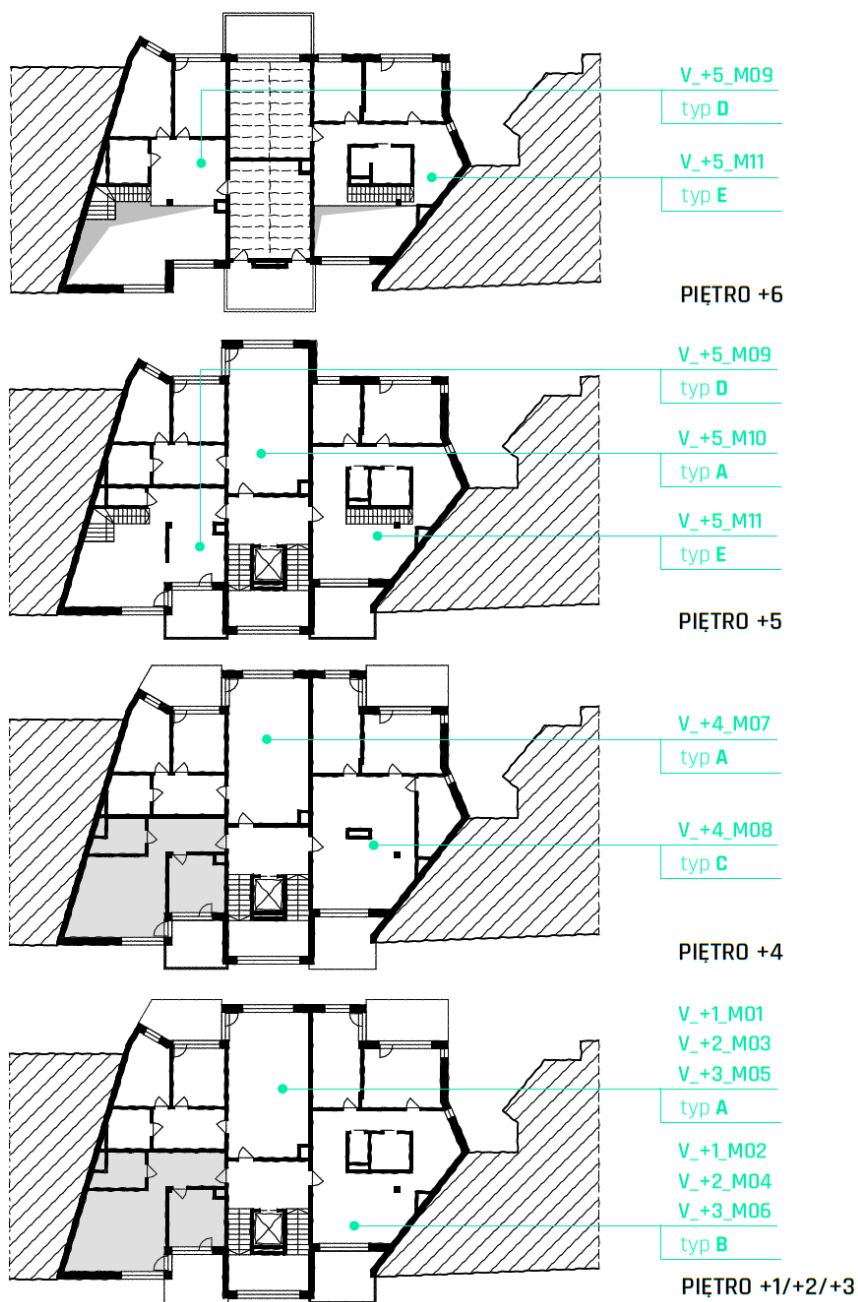 V_+5_M09
typ D
V_+5_M11
typ E
PIĘTRO +6
V_+5_M09
typ D
V_+5_M10
typ A
V_+5_M11
typ E
PIĘTRO +5
V_+4_M07
typ A
V_+4_M08
typ C
PIĘTRO +4
V_+1_M01
V_+2_M03
V_+3_M05
typ A
V_+1_M02
V_+2_M04
V_+3_M06
typ B
PIĘTRO +1/+2/+3